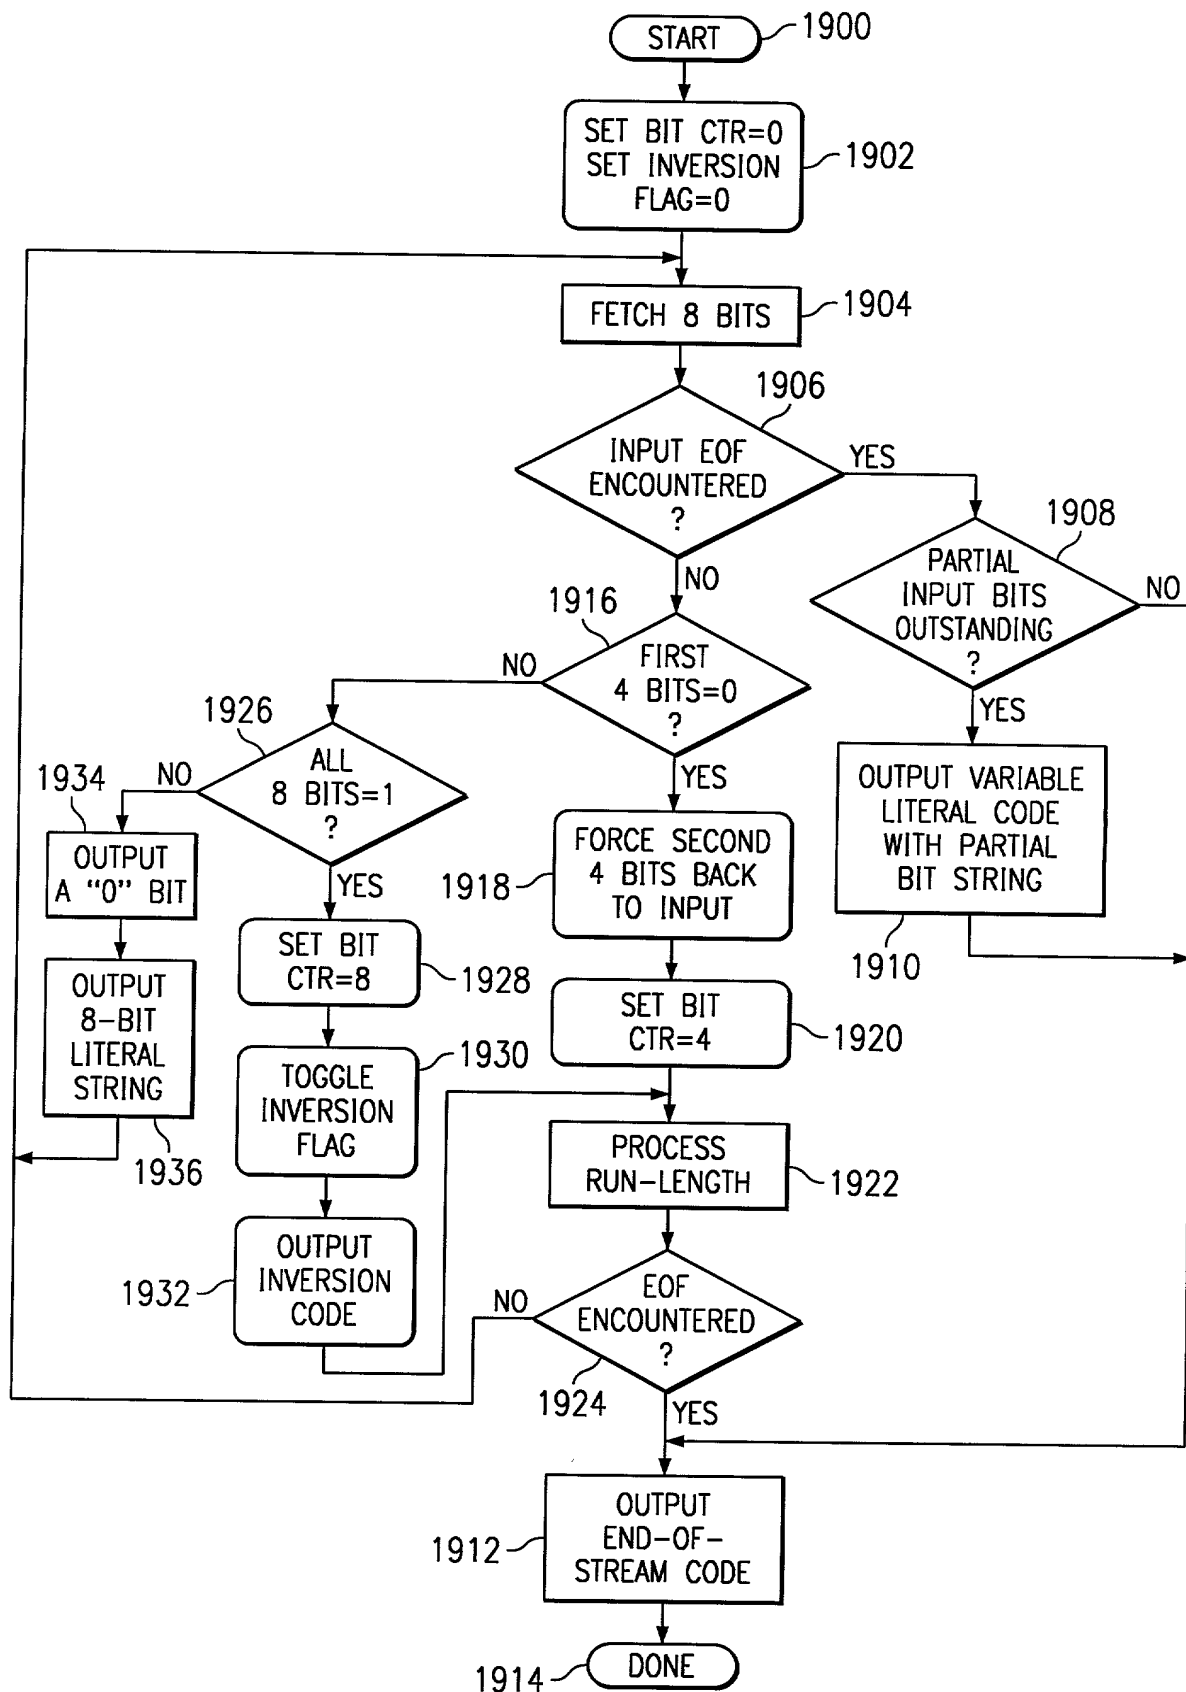 START
1900
SET BIT CTR=0
SET INVERSION
FLAG=0
1902
FETCH 8 BITS
1904
1906
INPUT EOF
ENCOUNTERED
?
YES
NO
1908
PARTIAL
INPUT BITS
OUTSTANDING
?
NO
YES
1916
FIRST
4 BITS=0
?
NO
YES
1926
ALL
8 BITS=1
?
NO
YES
1934
OUTPUT
A "0" BIT
OUTPUT VARIABLE
LITERAL CODE
WITH PARTIAL
BIT STRING
1910
FORCE SECOND
4 BITS BACK
TO INPUT
1918
SET BIT
CTR=8
1928
OUTPUT
8-BIT
LITERAL
STRING
1936
SET BIT
CTR=4
1920
TOGGLE
INVERSION
FLAG
1930
PROCESS
RUN-LENGTH
1922
OUTPUT
INVERSION
CODE
1932
EOF
ENCOUNTERED
?
NO
1924
YES
OUTPUT
END-OF-
STREAM CODE
1912
DONE
1914